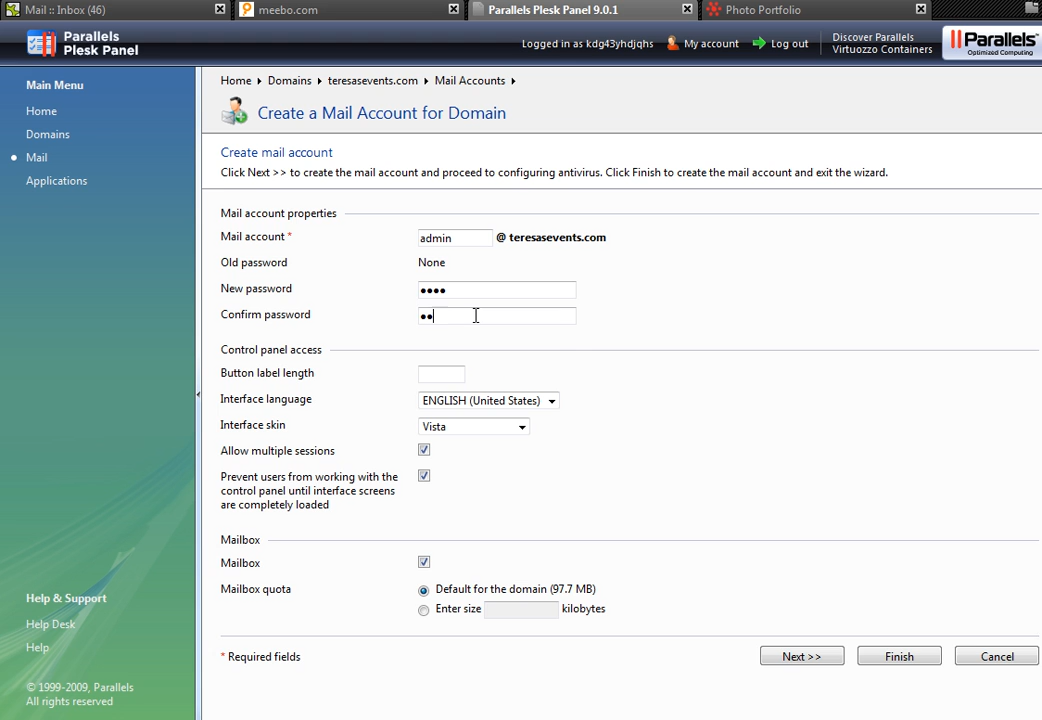 Mail :: Inbox (46)
meebo.com
Parallels Plesk Panel 9.0.1
Photo Portfolio
Parallels
Plesk Panel
Logged in as kdg43yhdjqhs
My account
Log out
Discover Parallels
Virtuozzo Containers
Parallels
Optimized Computing
Main Menu
Home
Domains
Mail
Applications
Home
Domains
teresasevents.com
Mail Accounts
Create a Mail Account for Domain
Create mail account
Click Next >> to create the mail account and proceed to configuring antivirus. Click Finish to create the mail account and exit the wizard.
Mail account properties
Mail account * admin @ teresasevents.com
Old password None
New password ●●●●
Confirm password ●●
Control panel access
Button label length
Interface language ENGLISH (United States)
Interface skin Vista
Allow multiple sessions
Prevent users from working with the
control panel until interface screens
are completely loaded
Mailbox
Mailbox
Mailbox quota Default for the domain (97.7 MB)
Enter size kilobytes
* Required fields
Next >>
Finish
Cancel
Help & Support
Help Desk
Help
© 1999-2009, Parallels
All rights reserved